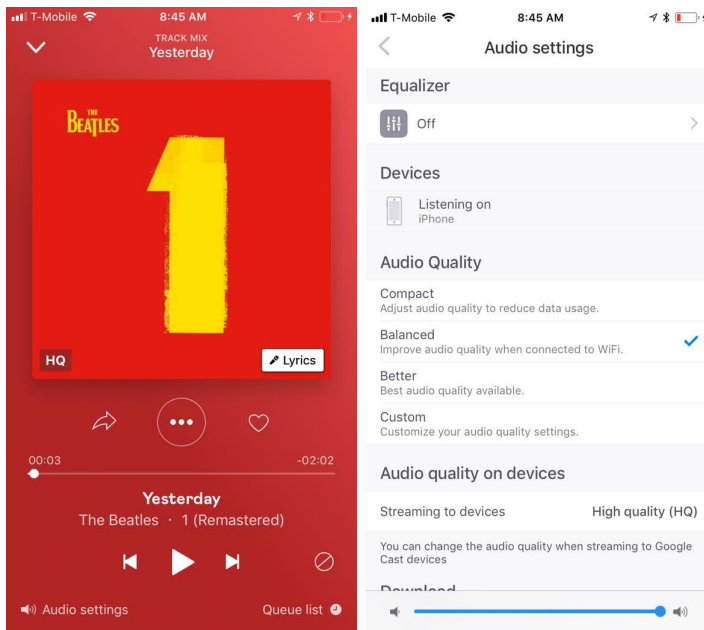 T-Mobile
8:45 AM
TRACK MIX
Yesterday
THE
BEATLES
1
HQ
Lyrics
00:03
-02:02
Yesterday
The Beatles · 1 (Remastered)
Audio settings
Queue list
T-Mobile
8:45 AM
Audio settings
Equalizer
Off
Devices
Listening on
iPhone
Audio Quality
Compact
Adjust audio quality to reduce data usage.
Balanced
Improve audio quality when connected to WiFi.
Better
Best audio quality available.
Custom
Customize your audio quality settings.
Audio quality on devices
Streaming to devices
High quality (HQ)
You can change the audio quality when streaming to Google
Cast devices
Download